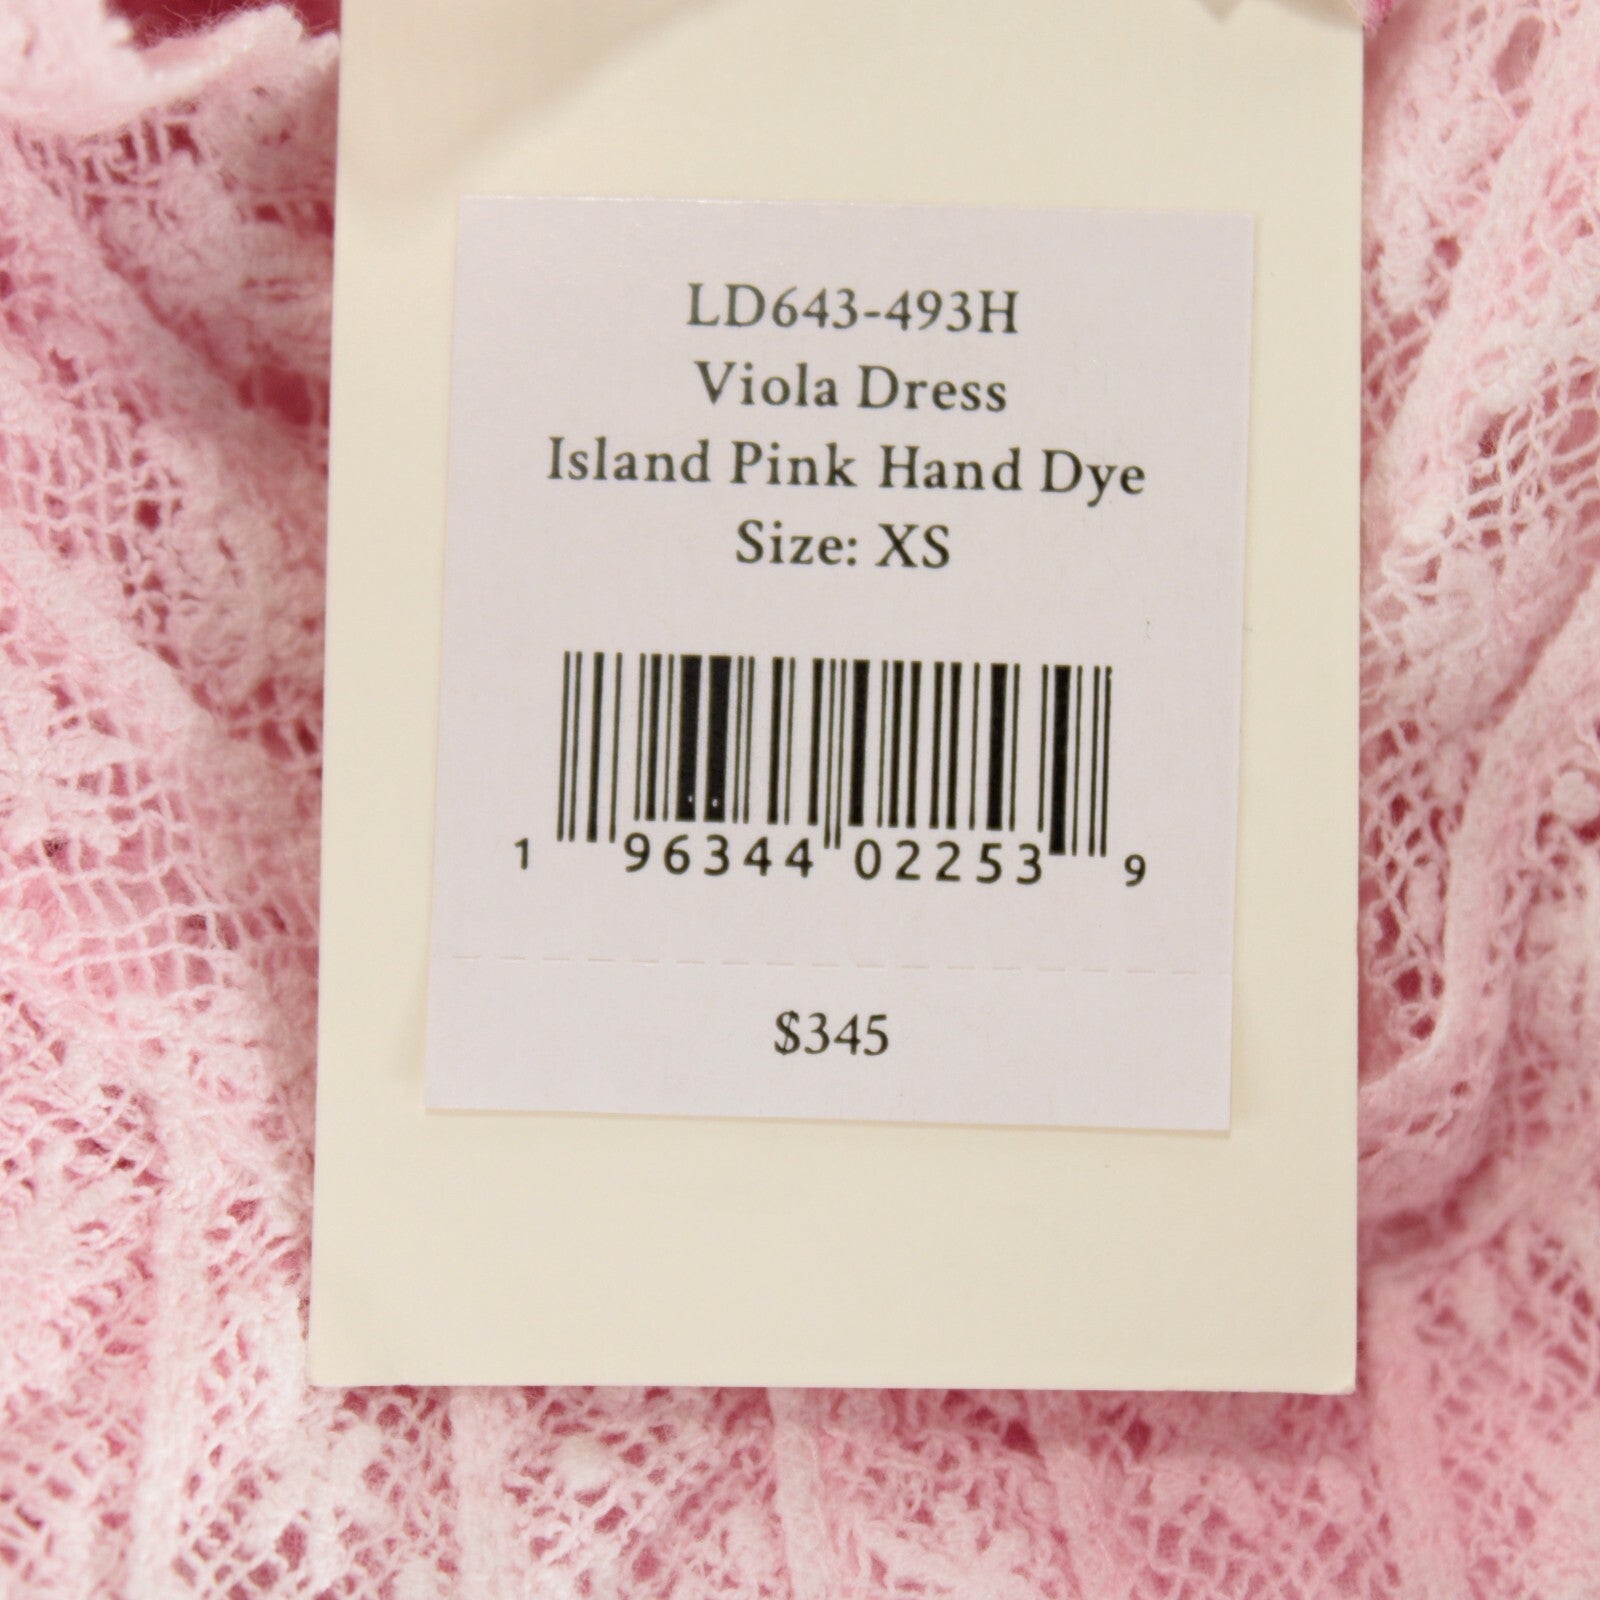 LD643-493H
Viola Dress
Island Pink Hand Dye
Size: XS
1 96344 02253 9
$345